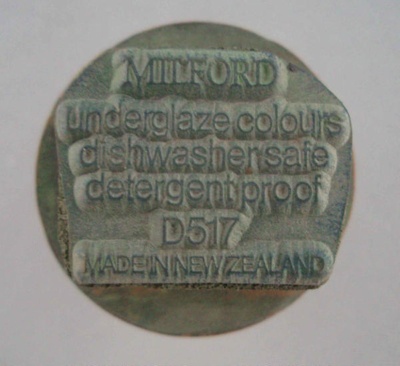 MILFORD
underglaze colours
dishwasher safe
detergent proof
D517
MADE IN NEW ZEALAND